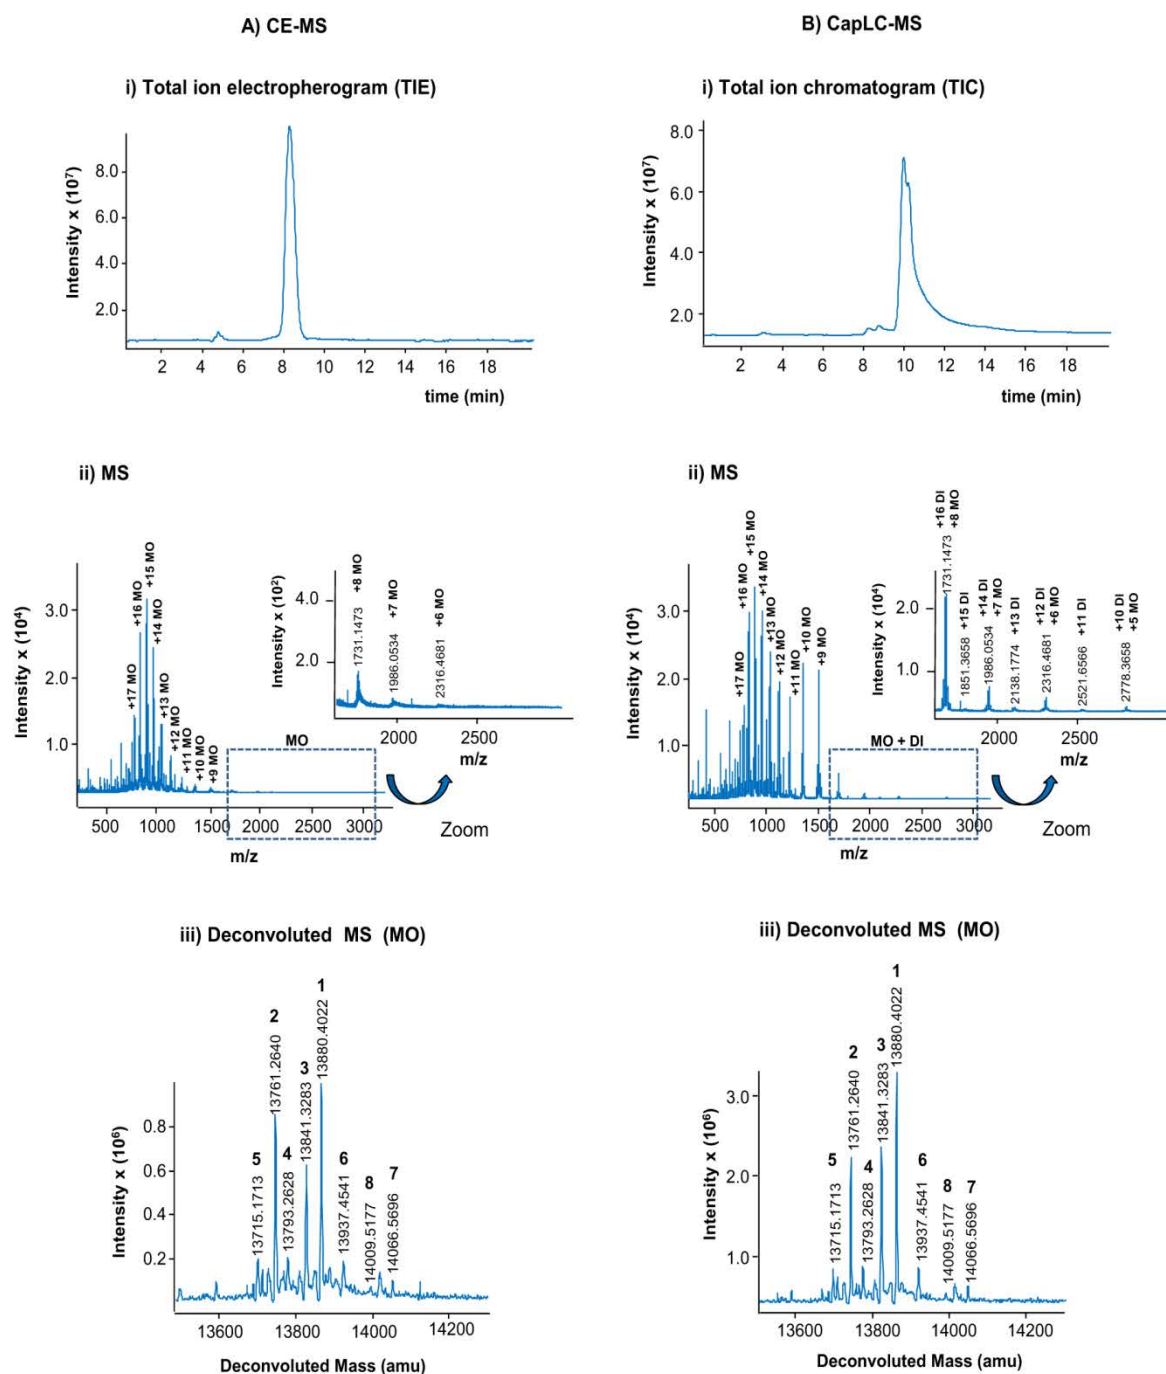 A) CE-MS
i) Total ion electropherogram (TIE)
Intensity x (10⁷)
8.0
6.0
4.0
2.0
2 4 6 8 10 12 14 16 18
time (min)
ii) MS
Intensity x (10⁴)
3.0
2.0
1.0
+17 MO
+16 MO
+15 MO
+14 MO
+13 MO
+12 MO
+11 MO
+10 MO
+9 MO
500 1000 1500 2000 2500 3000
m/z
MO
Intensity x (10²)
4.0
2.0
1731.1473 +8 MO
1986.0534 +7 MO
2316.4681 +6 MO
2000 2500
m/z
Zoom
iii) Deconvoluted MS (MO)
Intensity x (10⁶)
0.8
0.6
0.4
0.2
5
13715.1713
2
13761.2640
4
13793.2628
3
13841.3283
1
13880.4022
6
13937.4541
8
14009.5177
7
14066.5696
13600 13800 14000 14200
Deconvoluted Mass (amu)
B) CapLC-MS
i) Total ion chromatogram (TIC)
Intensity x (10⁷)
8.0
6.0
4.0
2.0
2 4 6 8 10 12 14 16 18
time (min)
ii) MS
Intensity x (10⁴)
3.0
2.0
1.0
+17 MO
+16 MO
+15 MO
+14 MO
+13 MO
+12 MO
+11 MO
+10 MO
+9 MO
500 1000 1500 2000 2500 3000
m/z
MO + DI
Intensity x (10⁴)
2.0
1.0
+16 DI
1731.1473 +8 MO
1851.3658 +15 DI
+14 DI
1986.0534 +7 MO
2138.1774 +13 DI
+12 DI
2316.4681 +6 MO
2521.6566 +11 DI
+10 DI
2778.3658 +5 MO
2000 2500
m/z
Zoom
iii) Deconvoluted MS (MO)
Intensity x (10⁶)
3.0
2.0
1.0
5
13715.1713
2
13761.2640
4
13793.2628
3
13841.3283
1
13880.4022
6
13937.4541
8
14009.5177
7
14066.5696
13600 13800 14000 14200
Deconvoluted Mass (amu)